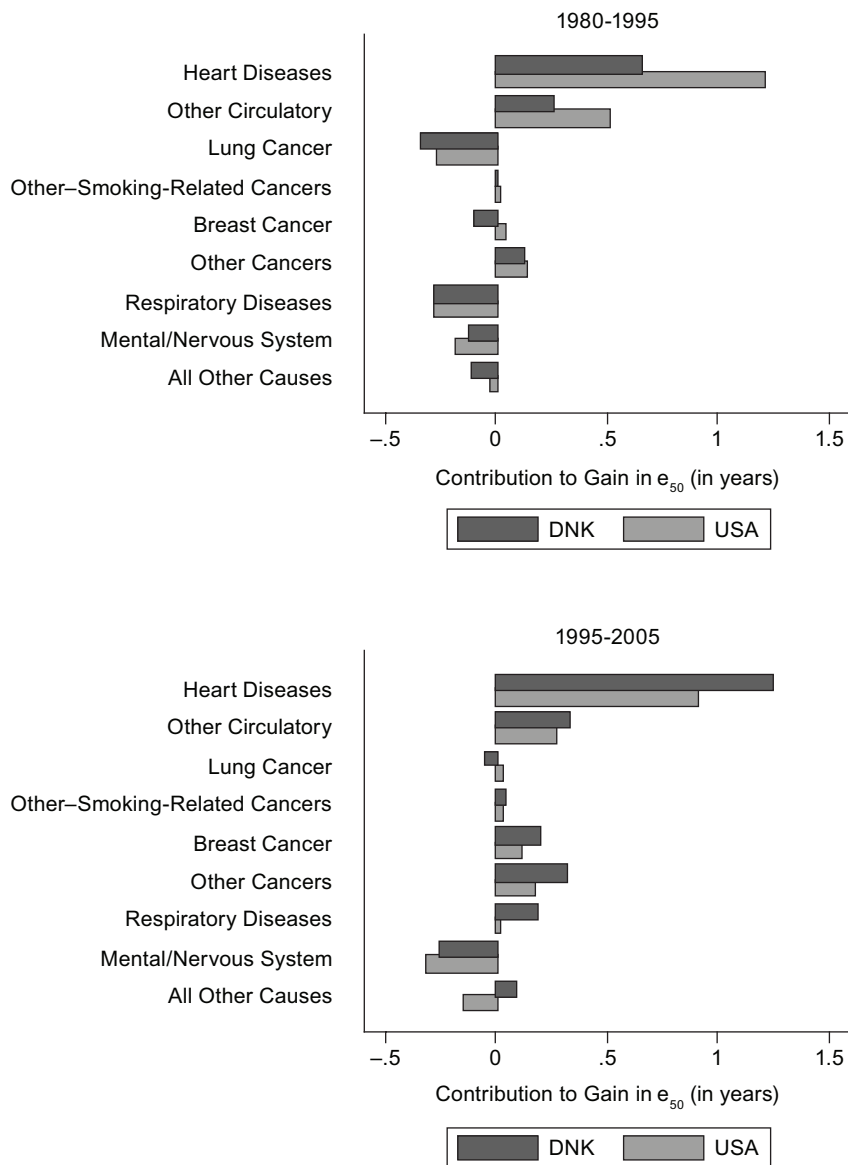 1980-1995
Heart Diseases
Other Circulatory
Lung Cancer
Other–Smoking-Related Cancers
Breast Cancer
Other Cancers
Respiratory Diseases
Mental/Nervous System
All Other Causes
–.5 0 .5 1 1.5
Contribution to Gain in e50 (in years)
DNK USA
1995-2005
Heart Diseases
Other Circulatory
Lung Cancer
Other–Smoking-Related Cancers
Breast Cancer
Other Cancers
Respiratory Diseases
Mental/Nervous System
All Other Causes
–.5 0 .5 1 1.5
Contribution to Gain in e50 (in years)
DNK USA